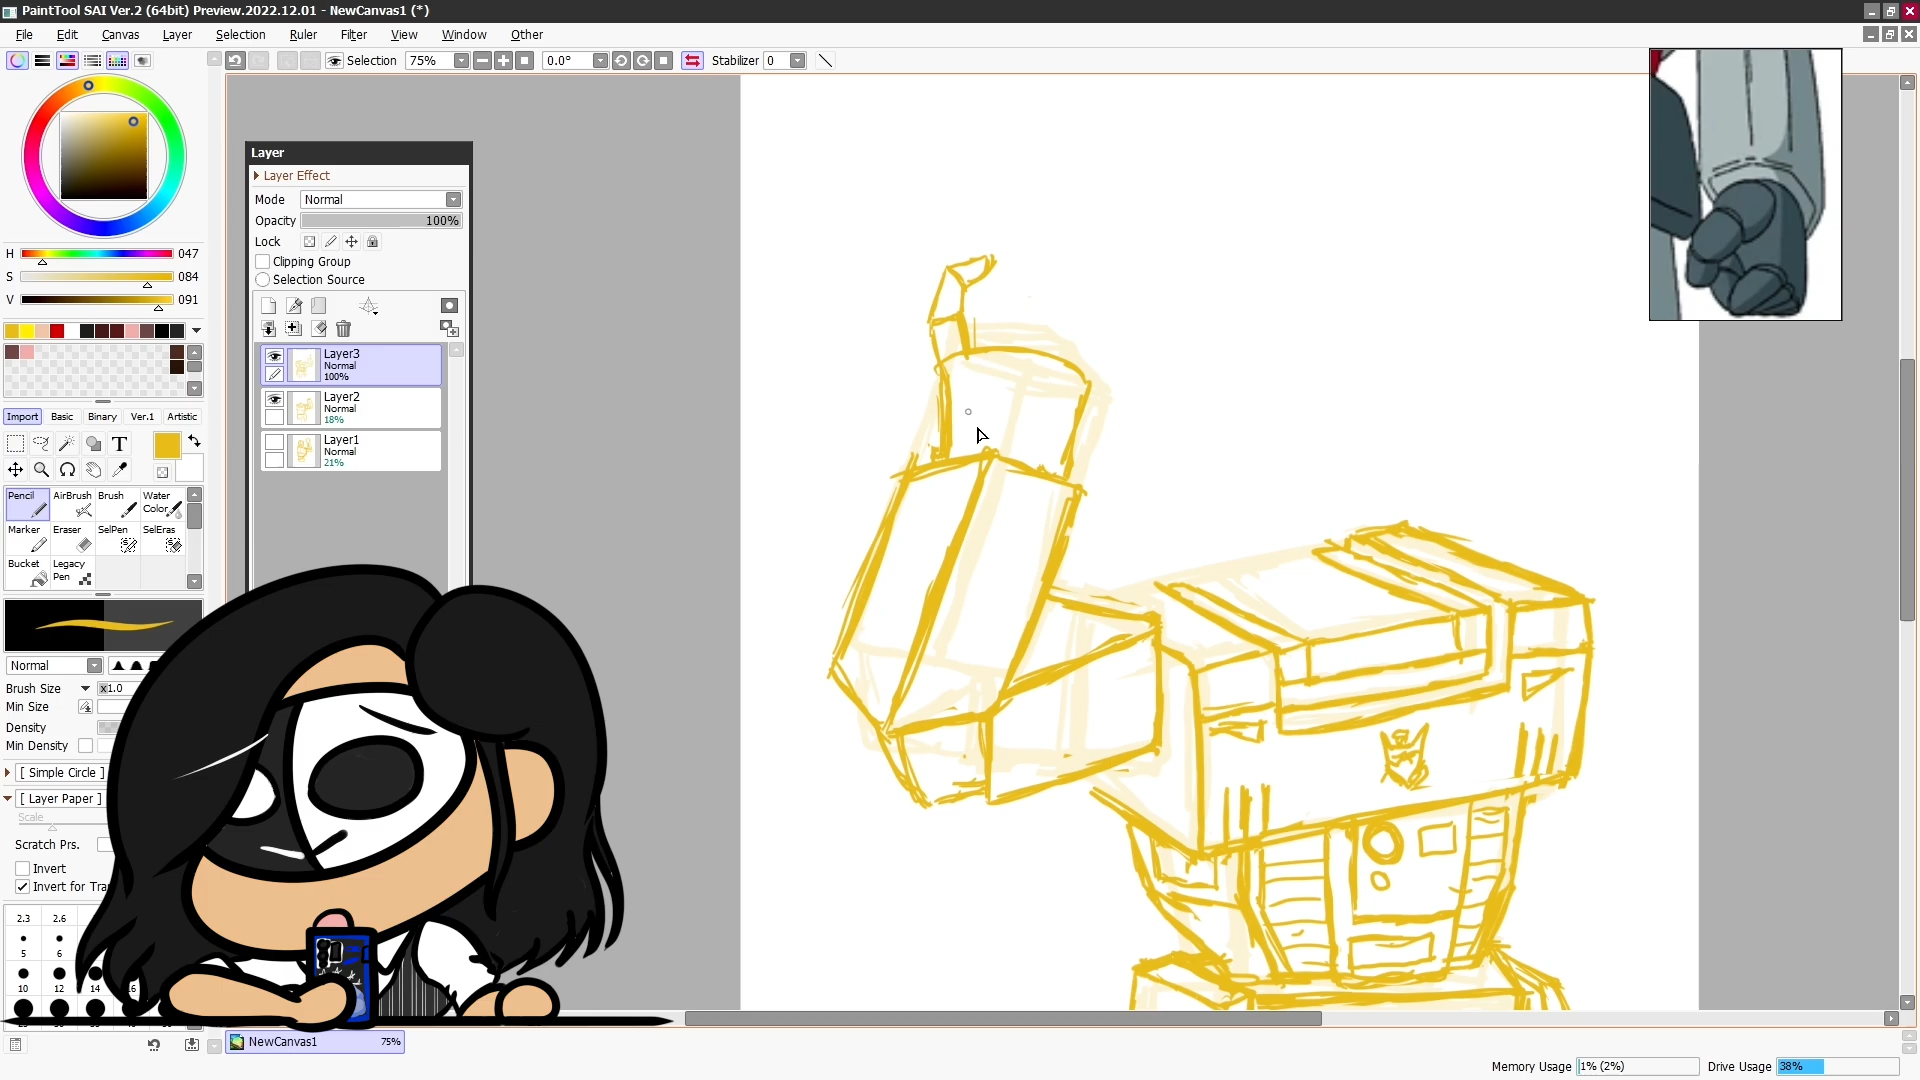 PaintTool SAI Ver.2 (64bit) Preview.2022.12.01 - NewCanvas1 (*)
File Edit Canvas Layer Selection Ruler Filter View Window Other
Selection 75% 0.0° Stabilizer 0
Layer
Layer Effect
Mode Normal
Opacity 100%
Lock
Clipping Group
Selection Source
H 047
S 084
V 091
Layer3
Normal
100%
Layer2
Normal
18%
Layer1
Normal
21%
Import Basic Binary Ver.1 Artistic
T
Pencil AirBrush Brush Water Color
Marker Eraser SelPen SelEras
Bucket Legacy Pen
Normal
Brush Size x1.0
Min Size
Density
Min Density
[ Simple Circle ]
[ Layer Paper ]
Scale
Scratch Prs.
Invert
Invert for Tra
2.3 2.6
5 6
10 12 14 16
NewCanvas1 75%
Memory Usage 1% (2%) Drive Usage 38%